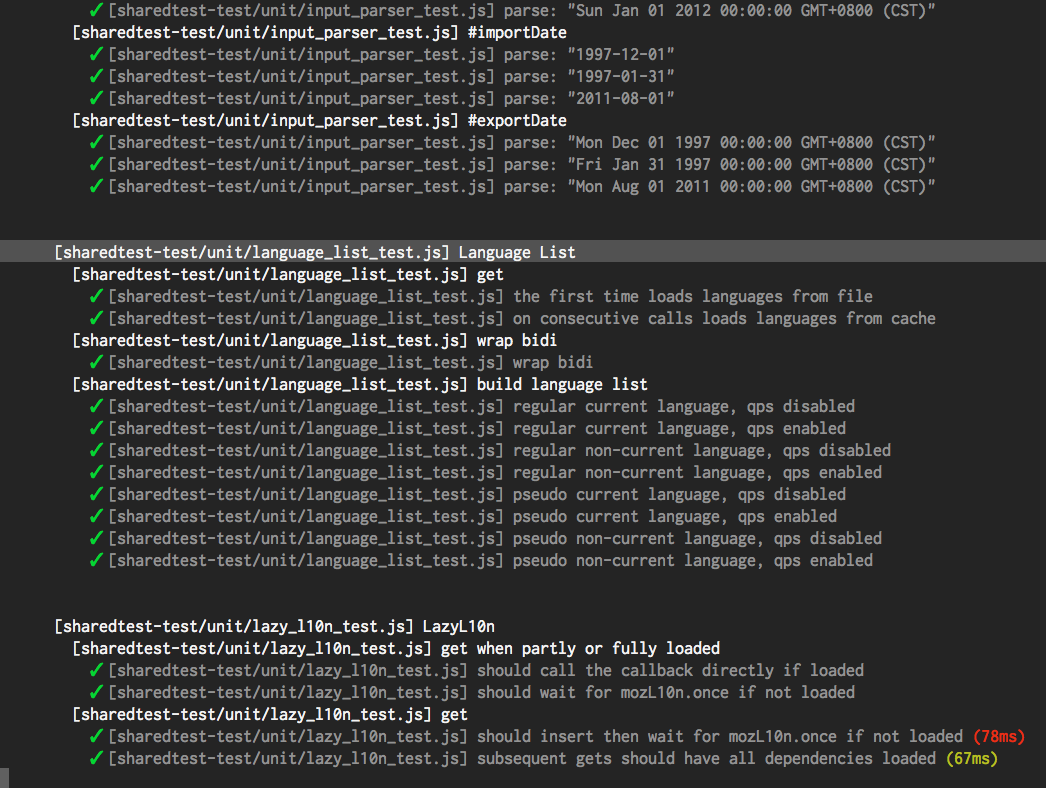 ✓ [sharedtest-test/unit/input_parser_test.js] parse: "Sun Jan 01 2012 00:00:00 GMT+0800 (CST)"
[sharedtest-test/unit/input_parser_test.js] #importDate
✓ [sharedtest-test/unit/input_parser_test.js] parse: "1997-12-01"
✓ [sharedtest-test/unit/input_parser_test.js] parse: "1997-01-31"
✓ [sharedtest-test/unit/input_parser_test.js] parse: "2011-08-01"
[sharedtest-test/unit/input_parser_test.js] #exportDate
✓ [sharedtest-test/unit/input_parser_test.js] parse: "Mon Dec 01 1997 00:00:00 GMT+0800 (CST)"
✓ [sharedtest-test/unit/input_parser_test.js] parse: "Fri Jan 31 1997 00:00:00 GMT+0800 (CST)"
✓ [sharedtest-test/unit/input_parser_test.js] parse: "Mon Aug 01 2011 00:00:00 GMT+0800 (CST)"
[sharedtest-test/unit/language_list_test.js] Language List
[sharedtest-test/unit/language_list_test.js] get
✓ [sharedtest-test/unit/language_list_test.js] the first time loads languages from file
✓ [sharedtest-test/unit/language_list_test.js] on consecutive calls loads languages from cache
[sharedtest-test/unit/language_list_test.js] wrap bidi
✓ [sharedtest-test/unit/language_list_test.js] wrap bidi
[sharedtest-test/unit/language_list_test.js] build language list
✓ [sharedtest-test/unit/language_list_test.js] regular current language, qps disabled
✓ [sharedtest-test/unit/language_list_test.js] regular current language, qps enabled
✓ [sharedtest-test/unit/language_list_test.js] regular non-current language, qps disabled
✓ [sharedtest-test/unit/language_list_test.js] regular non-current language, qps enabled
✓ [sharedtest-test/unit/language_list_test.js] pseudo current language, qps disabled
✓ [sharedtest-test/unit/language_list_test.js] pseudo current language, qps enabled
✓ [sharedtest-test/unit/language_list_test.js] pseudo non-current language, qps disabled
✓ [sharedtest-test/unit/language_list_test.js] pseudo non-current language, qps enabled
[sharedtest-test/unit/lazy_l10n_test.js] LazyL10n
[sharedtest-test/unit/lazy_l10n_test.js] get when partly or fully loaded
✓ [sharedtest-test/unit/lazy_l10n_test.js] should call the callback directly if loaded
✓ [sharedtest-test/unit/lazy_l10n_test.js] should wait for mozL10n.once if not loaded
[sharedtest-test/unit/lazy_l10n_test.js] get
✓ [sharedtest-test/unit/lazy_l10n_test.js] should insert then wait for mozL10n.once if not loaded (78ms)
✓ [sharedtest-test/unit/lazy_l10n_test.js] subsequent gets should have all dependencies loaded (67ms)